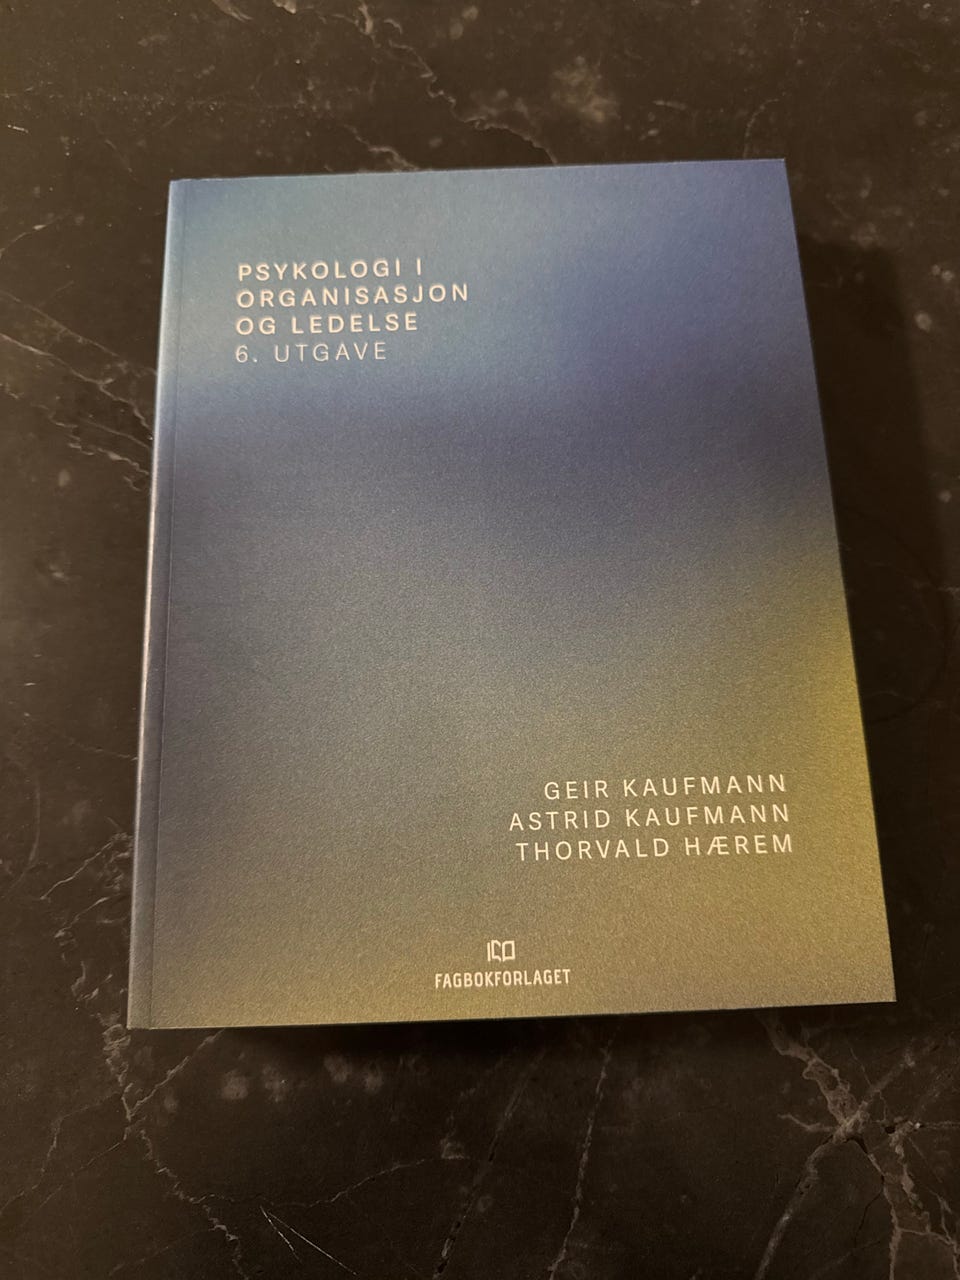 PSYKOLOGI I
ORGANISASJON
OG LEDELSE
6. UTGAVE
GEIR KAUFMANN
ASTRID KAUFMANN
THORVALD HÆREM
FAGBOKFORLAGET